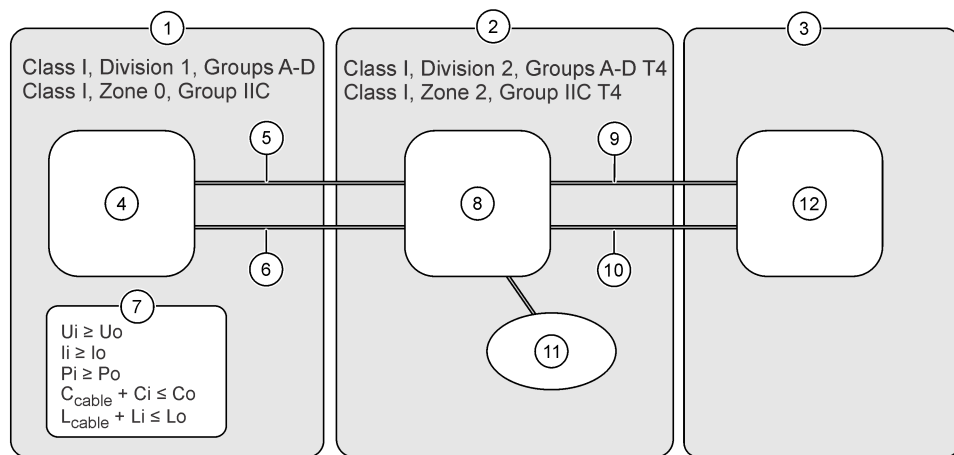 1
2
3
Class I, Division 1, Groups A-D
Class I, Zone 0, Group IIC
Class I, Division 2, Groups A-D T4
Class I, Zone 2, Group IIC T4
5
9
4
8
12
6
10
7
Ui ≥ Uo
Ii ≥ Io
Pi ≥ Po
C_cable + Ci ≤ Co
L_cable + Li ≤ Lo
11